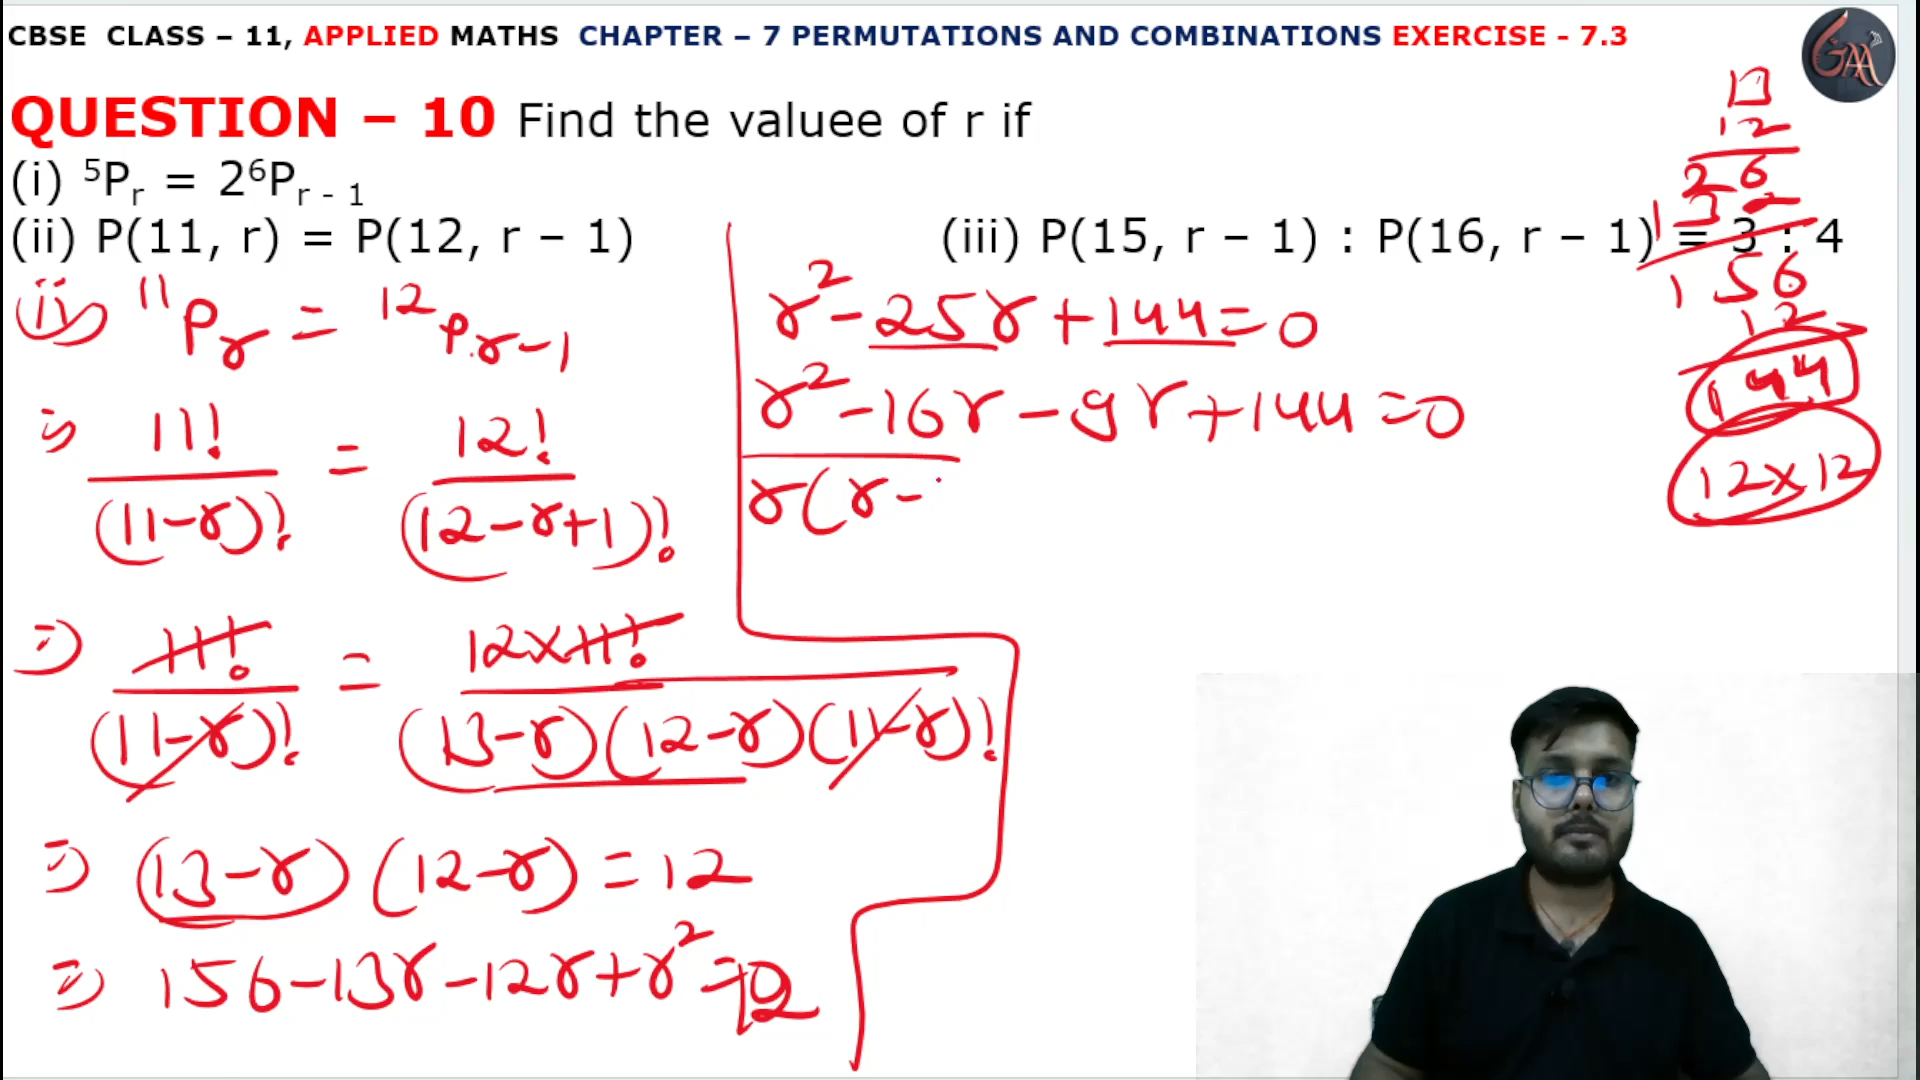 CBSE CLASS – 11, APPLIED MATHS CHAPTER – 7 PERMUTATIONS AND COMBINATIONS EXERCISE - 7.3
QUESTION – 10 Find the valuee of r if
(i) ⁵Pᵣ = 2⁶Pᵣ ₋ ₁
(ii) P(11, r) = P(12, r – 1)
(iii) P(15, r – 1) : P(16, r – 1) = 3 : 4
(ii) ¹¹Pᵣ = ¹²Pᵣ₋₁
⇒ 11!/(11-r)! = 12!/(12-r+1)!
⇒ 11!/(11-r)! = 12×11!/(13-r)(12-r)(11-r)!
⇒ (13-r)(12-r) = 12
⇒ 156-13r-12r+r² = 12
r²-25r+144=0
r²-16r-9r+144=0
r(r-
13
12
26
132
156
12
144
12×12
GAA